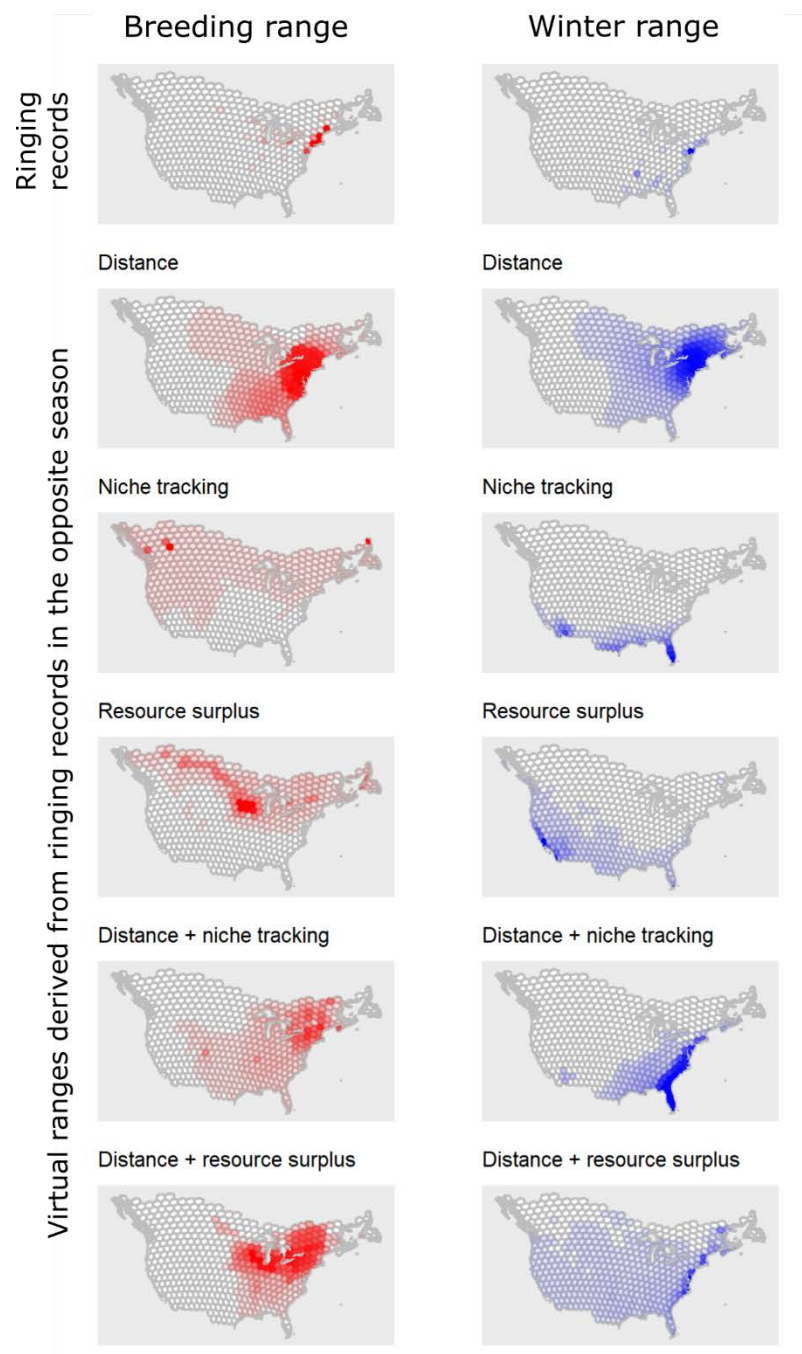 Breeding range
Winter range
Ringing
records
Virtual ranges derived from ringing records in the opposite season
Distance
Distance
Niche tracking
Niche tracking
Resource surplus
Resource surplus
Distance + niche tracking
Distance + niche tracking
Distance + resource surplus
Distance + resource surplus